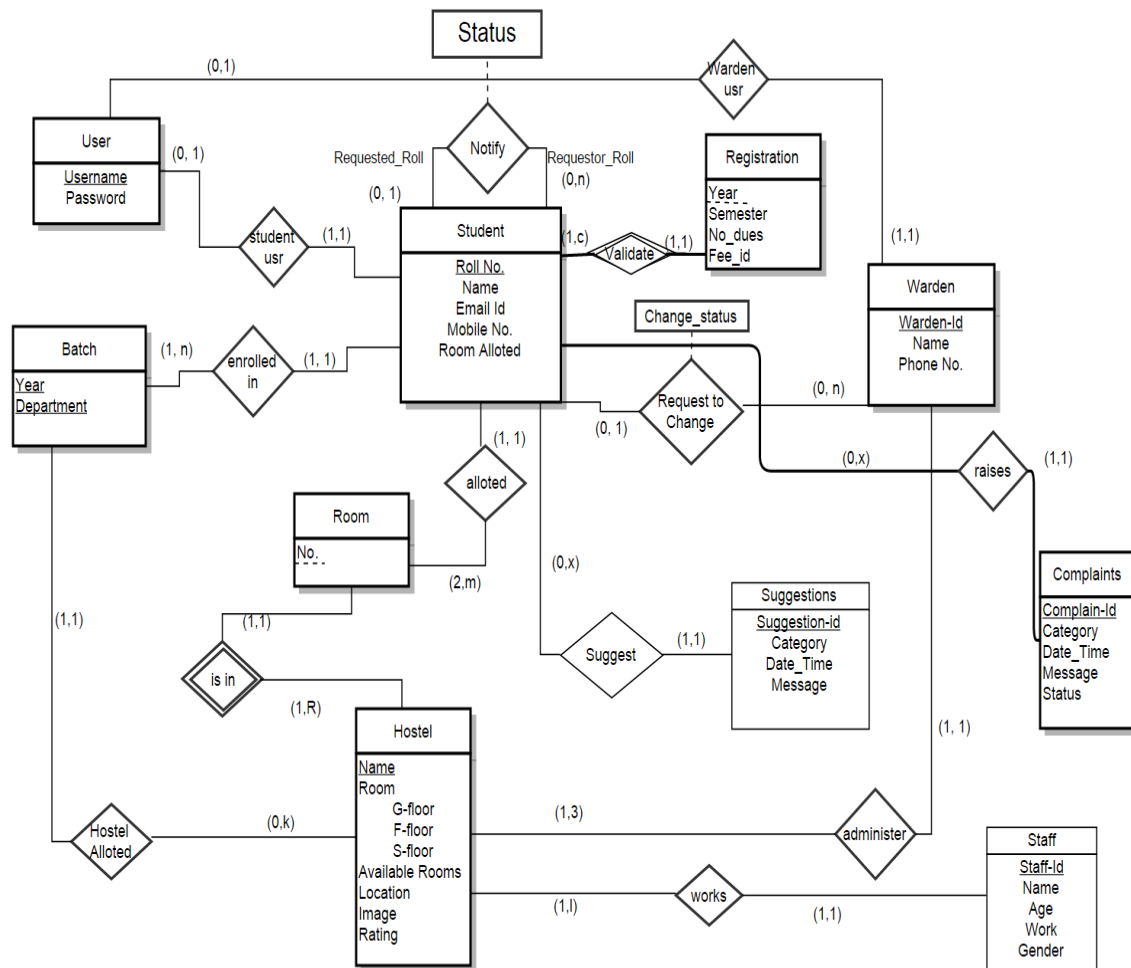 Status
(0,1)
Warden
usr
User
Username
Password
(0, 1)
Requested_Roll
Notify
Requestor_Roll
(0,n)
(0, 1)
Registration
Year
Semester
No_dues
Fee_id
student
usr
(1,1)
Student
Roll No.
Name
Email Id
Mobile No.
Room Alloted
(1,c)
Validate
(1,1)
(1,1)
Warden
Warden-Id
Name
Phone No.
Change_status
Batch
Year
Department
(1, n)
enrolled
in
(1, 1)
Request to
Change
(0, 1)
(0, n)
(1, 1)
alloted
(0,x)
raises
(1,1)
Room
No.
(2,m)
(0,x)
Complaints
Complain-Id
Category
Date_Time
Message
Status
(1,1)
(1,1)
is in
(1,R)
Suggest
(1,1)
Suggestions
Suggestion-id
Category
Date_Time
Message
(1, 1)
Hostel
Name
Room
G-floor
F-floor
S-floor
Available Rooms
Location
Image
Rating
Hostel
Alloted
(0,k)
(1,3)
administer
(1,l)
works
(1,1)
Staff
Staff-Id
Name
Age
Work
Gender